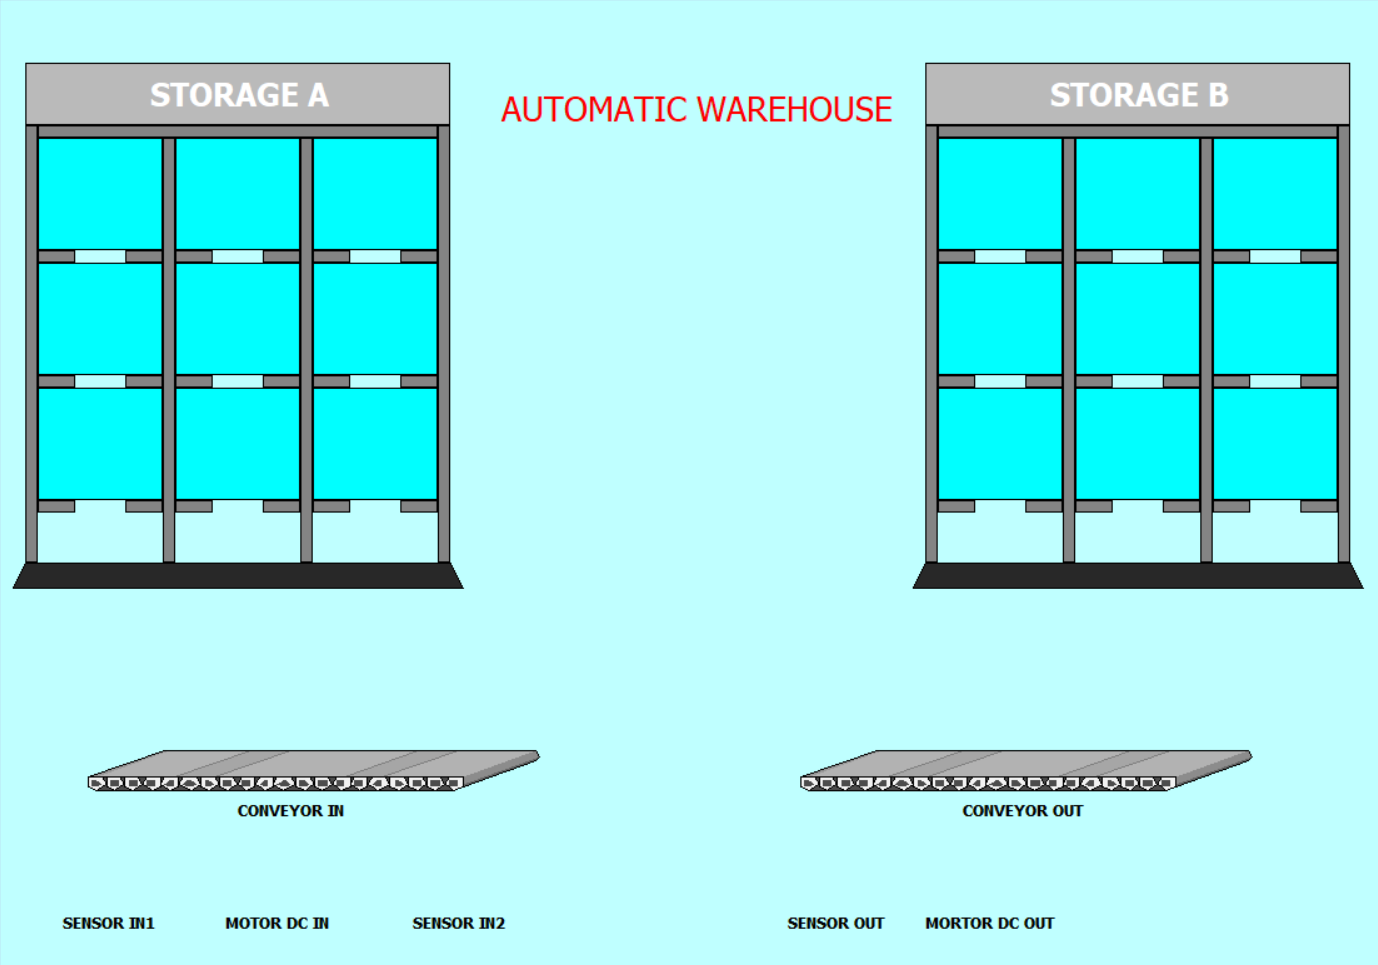 STORAGE A
AUTOMATIC WAREHOUSE
STORAGE B
CONVEYOR IN
CONVEYOR OUT
SENSOR IN1
MOTOR DC IN
SENSOR IN2
SENSOR OUT
MORTOR DC OUT